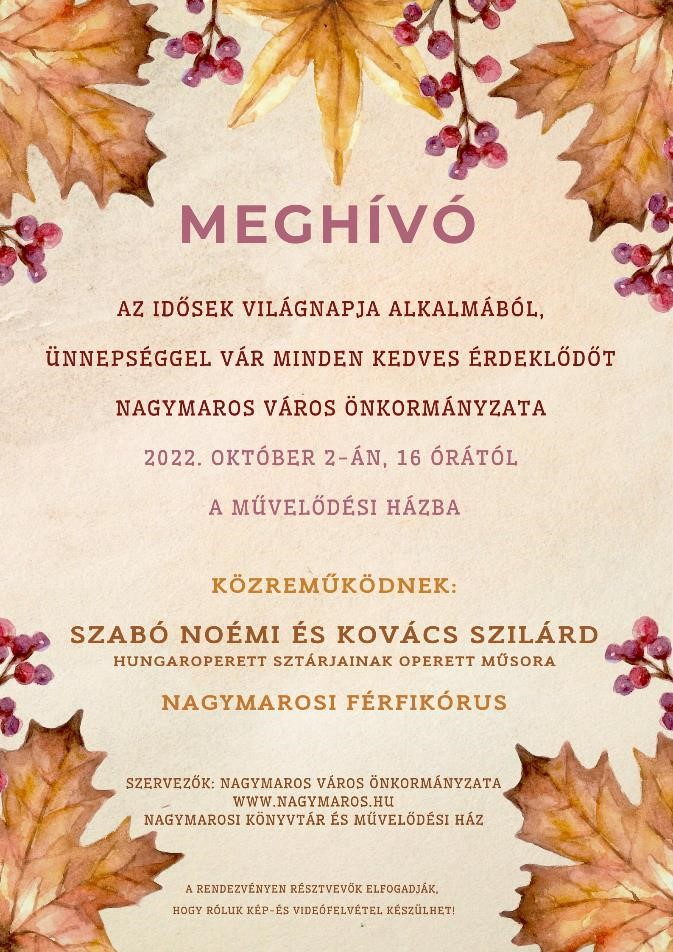 MEGHÍVÓ
AZ IDŐSEK VILÁGNAPJA ALKALMÁBÓL,
ÜNNEPSÉGGEL VÁR MINDEN KEDVES ÉRDEKLŐDŐT
NAGYMAROS VÁROS ÖNKORMÁNYZATA
2022. OKTÓBER 2-ÁN, 16 ÓRÁTÓL
A MŰVELŐDÉSI HÁZBA
KÖZREMŰKÖDNEK:
SZABÓ NOÉMI ÉS KOVÁCS SZILÁRD
HUNGAROPERETT SZTÁRJAINAK OPERETT MŰSORA
NAGYMAROSI FÉRFIKÓRUS
SZERVEZŐK: NAGYMAROS VÁROS ÖNKORMÁNYZATA
WWW.NAGYMAROS.HU
NAGYMAROSI KÖNYVTÁR ÉS MŰVELŐDÉSI HÁZ
A RENDEZVÉNYEN RÉSZTVEVŐK ELFOGADJÁK,
HOGY RÓLUK KÉP-ÉS VIDEÓFELVÉTEL KÉSZÜLHET!